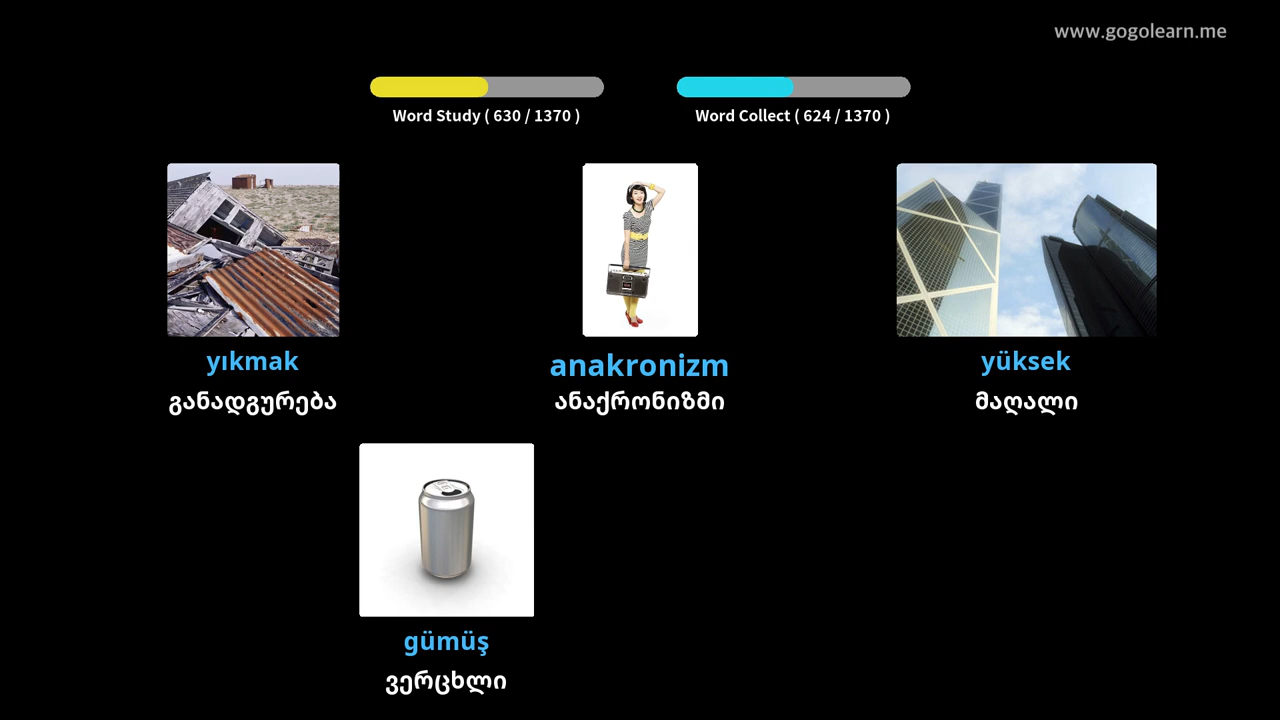 www.gogolearn.me
Word Study ( 630 / 1370 )
Word Collect ( 624 / 1370 )
yıkmak
განადგურება
anakronizm
ანაქრონიზმი
yüksek
მაღალი
gümüş
ვერცხლი